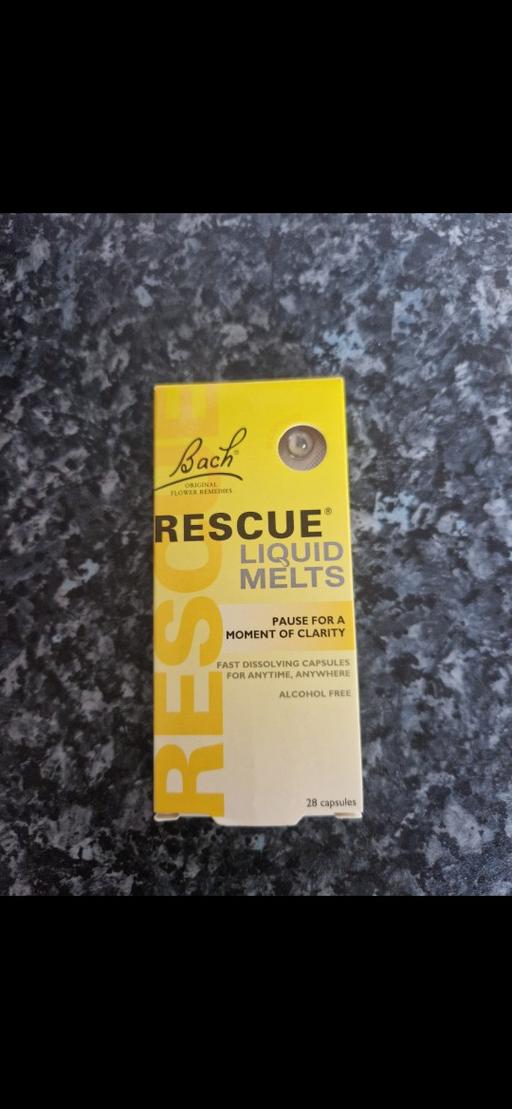 RESCUE
Bach®
ORIGINAL
FLOWER REMEDIES
RESCUE®
LIQUID
MELTS
PAUSE FOR A
MOMENT OF CLARITY
FAST DISSOLVING CAPSULES
FOR ANYTIME, ANYWHERE
ALCOHOL FREE
28 capsules